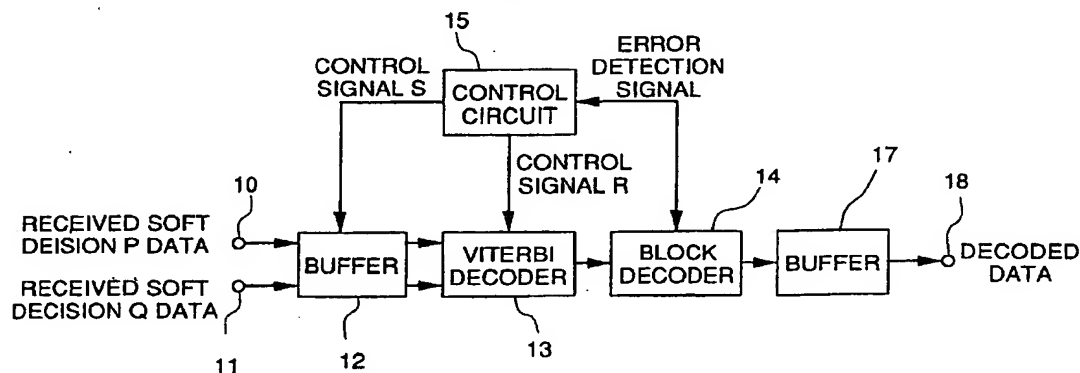 15
CONTROL
SIGNAL S
CONTROL
CIRCUIT
ERROR
DETECTION
SIGNAL
CONTROL
SIGNAL R
10
RECEIVED SOFT
DEISION P DATA
RECEIVED SOFT
DECISION Q DATA
11
BUFFER
12
VITERBI
DECODER
13
14
BLOCK
DECODER
17
BUFFER
18
DECODED
DATA